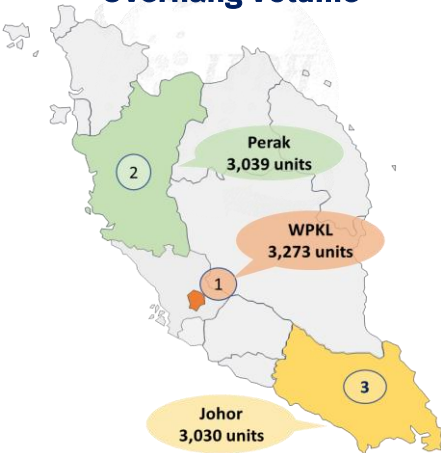 Overhang Volume
Perak
3,039 units
2
WPKL
3,273 units
1
3
Johor
3,030 units